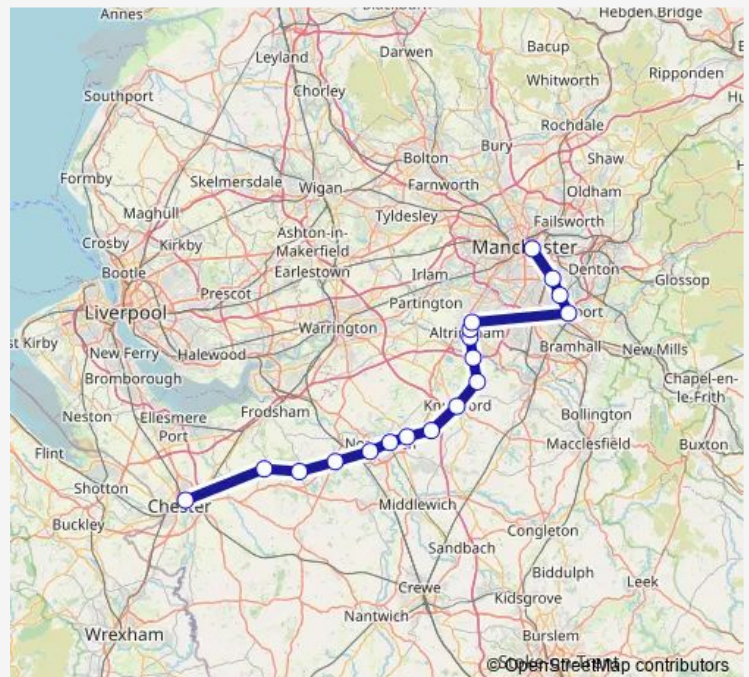 Annes
Hebden Bridge
Leyland
Darwen
Bacup
Ripponden
Whitworth
Chorley
Southport
Rochdale
Bury
Shaw
Bolton
Formby
Skelmersdale
Wigan
Farnworth
Oldham
Maghull
Tyldesley
Failsworth
Crosby
Kirkby
Ashton-in-
Makerfield
Manchester
Denton
Bootle
Earlestown
Irlam
Glossop
Prescot
Partington
Liverpool
Warrington
st Kirby
New Ferry
Halewood
Bramhall
New Mills
Bromborough
Chapel-en-
le-Frith
Neston
Ellesmere
Port
Frodsham
Bollington
Flint
Macclesfield
Buxton
Shotton
Chester
Middlewich
Buckley
Congleton
Sandbach
Biddulph
Leek
Crewe
Kidsgrove
Nantwich
Wrexham
Burslem
© OpenStreetMap contributors